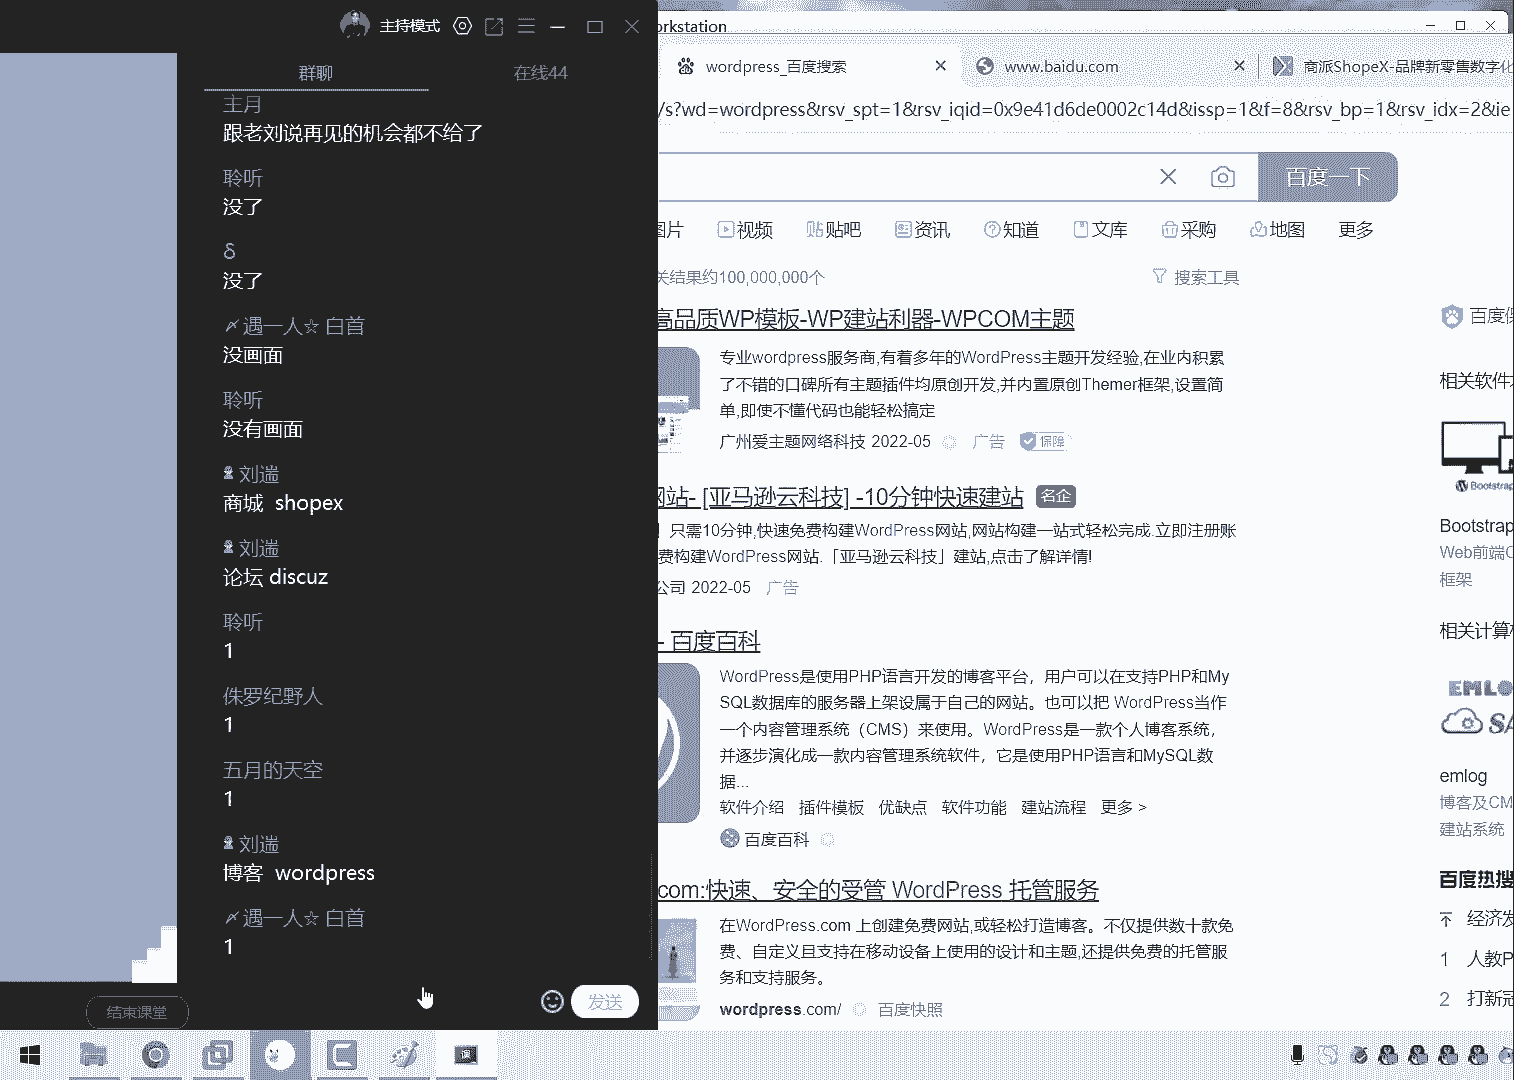 主持模式
群聊
在线44
主月
跟老刘说再见的机会都不给了
聆听
没了
δ
没了
〆遇一人☆ 白首
没画面
聆听
没有画面
刘遄
商城 shopex
刘遄
论坛 discuz
聆听
1
侏罗纪野人
1
五月的天空
1
刘遄
博客 wordpress
〆遇一人☆ 白首
1
结束课堂
发送
orkstation
wordpress_百度搜索
www.baidu.com
商派ShopeX-品牌新零售数字化
/s?wd=wordpress&rsv_spt=1&rsv_iqid=0x9e41d6de0002c14d&issp=1&f=8&rsv_bp=1&rsv_idx=2&ie
百度一下
图片 视频 贴吧 资讯 知道 文库 采购 地图 更多
关结果约100,000,000个
搜索工具
高品质WP模板-WP建站利器-WPCOM主题
专业wordpress服务商,有着多年的WordPress主题开发经验,在业内积累
了不错的口碑所有主题插件均原创开发,并内置原创Themer框架,设置简
单,即使不懂代码也能轻松搞定
广州爱主题网络科技 2022-05 广告 保障
网站- [亚马逊云科技] -10分钟快速建站 名企
】只需10分钟,快速免费构建WordPress网站,网站构建一站式轻松完成.立即注册账
费构建WordPress网站.「亚马逊云科技」建站,点击了解详情!
公司 2022-05 广告
- 百度百科
WordPress是使用PHP语言开发的博客平台，用户可以在支持PHP和My
SQL数据库的服务器上架设属于自己的网站。也可以把 WordPress当作
一个内容管理系统（CMS）来使用。WordPress是一款个人博客系统，
并逐步演化成一款内容管理系统软件，它是使用PHP语言和MySQL数
据...
软件介绍 插件模板 优缺点 软件功能 建站流程 更多 >
百度百科
com:快速、安全的受管 WordPress 托管服务
在WordPress.com 上创建免费网站,或轻松打造博客。不仅提供数十款免
费、自定义且支持在移动设备上使用的设计和主题,还提供免费的托管服
务和支持服务。
wordpress.com/ 百度快照
百度保
相关软件
Bootstrap
Bootstrap
Web前端C
框架
相关计算机
EMLO
SA
emlog
博客及CM
建站系统
百度热搜
经济发
1 人教P
2 打新冠